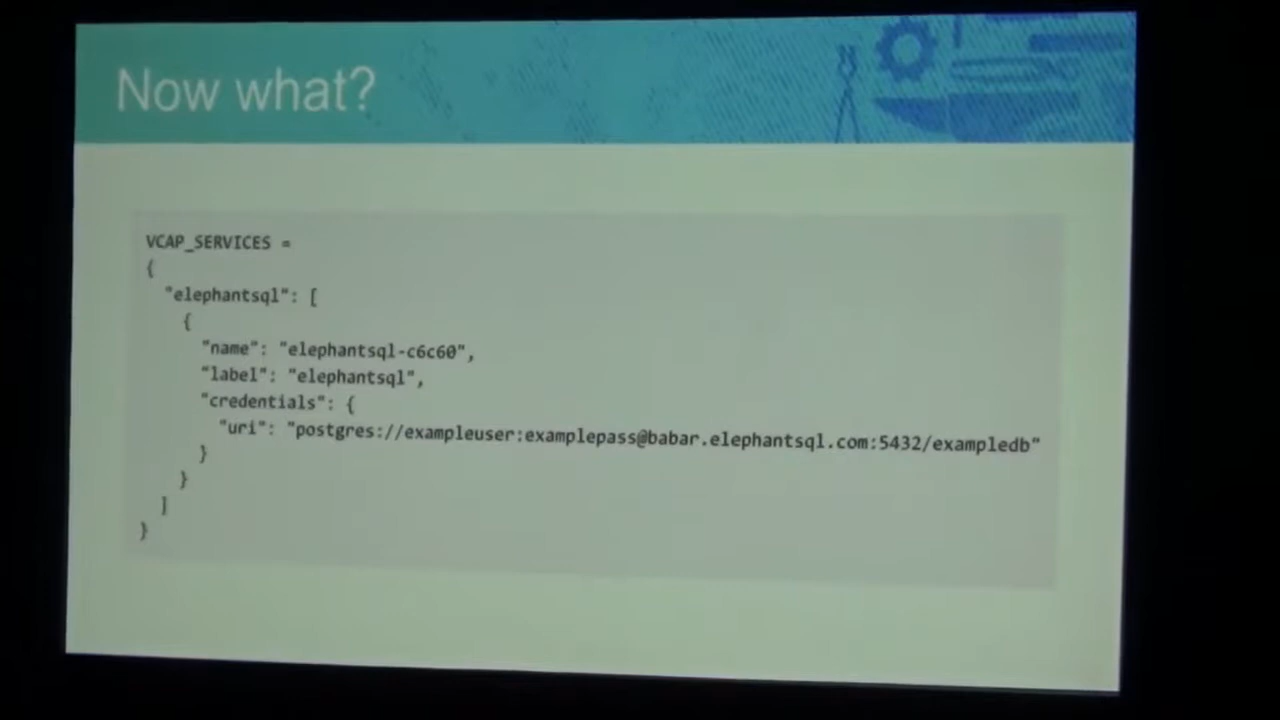 Now what?
VCAP_SERVICES =
{
"elephantsql": [
{
"name": "elephantsql-c6c60",
"label": "elephantsql",
"credentials": {
"uri": "postgres://exampleuser:examplepass@babar.elephantsql.com:5432/exampledb"
}
}
]
}